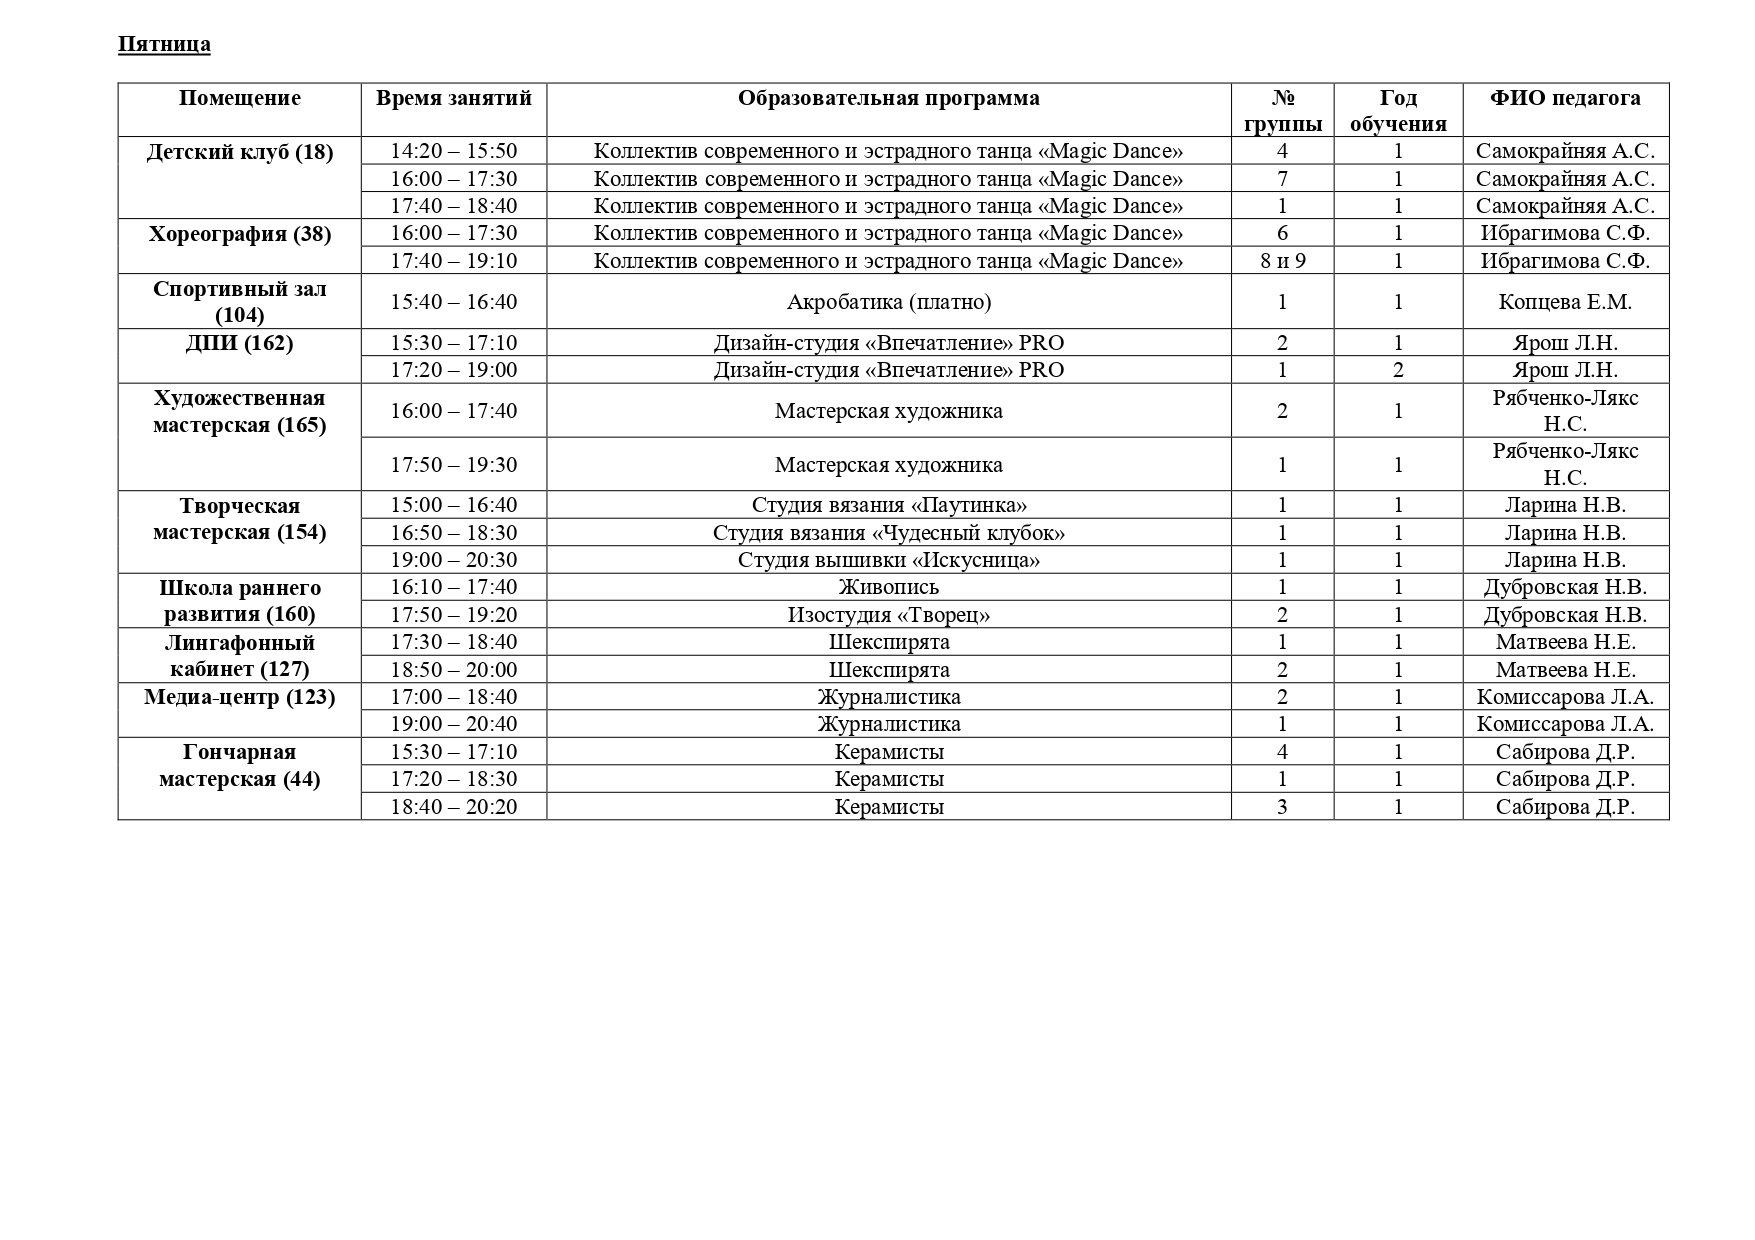 Пятница
Помещение Время занятий Образовательная программа № группы Год обучения ФИО педагога
Детский клуб (18) 14:20 – 15:50 Коллектив современного и эстрадного танца «Magic Dance» 4 1 Самокрайняя А.С.
16:00 – 17:30 Коллектив современного и эстрадного танца «Magic Dance» 7 1 Самокрайняя А.С.
17:40 – 18:40 Коллектив современного и эстрадного танца «Magic Dance» 1 1 Самокрайняя А.С.
Хореография (38) 16:00 – 17:30 Коллектив современного и эстрадного танца «Magic Dance» 6 1 Ибрагимова С.Ф.
17:40 – 19:10 Коллектив современного и эстрадного танца «Magic Dance» 8 и 9 1 Ибрагимова С.Ф.
Спортивный зал (104) 15:40 – 16:40 Акробатика (платно) 1 1 Копцева Е.М.
ДПИ (162) 15:30 – 17:10 Дизайн-студия «Впечатление» PRO 2 1 Ярош Л.Н.
17:20 – 19:00 Дизайн-студия «Впечатление» PRO 1 2 Ярош Л.Н.
Художественная мастерская (165) 16:00 – 17:40 Мастерская художника 2 1 Рябченко-Лякс Н.С.
17:50 – 19:30 Мастерская художника 1 1 Рябченко-Лякс Н.С.
Творческая мастерская (154) 15:00 – 16:40 Студия вязания «Паутинка» 1 1 Ларина Н.В.
16:50 – 18:30 Студия вязания «Чудесный клубок» 1 1 Ларина Н.В.
19:00 – 20:30 Студия вышивки «Искусница» 1 1 Ларина Н.В.
Школа раннего развития (160) 16:10 – 17:40 Живопись 1 1 Дубровская Н.В.
17:50 – 19:20 Изостудия «Творец» 2 1 Дубровская Н.В.
Лингафонный кабинет (127) 17:30 – 18:40 Шекспирята 1 1 Матвеева Н.Е.
18:50 – 20:00 Шекспирята 2 1 Матвеева Н.Е.
Медиа-центр (123) 17:00 – 18:40 Журналистика 2 1 Комиссарова Л.А.
19:00 – 20:40 Журналистика 1 1 Комиссарова Л.А.
Гончарная мастерская (44) 15:30 – 17:10 Керамисты 4 1 Сабирова Д.Р.
17:20 – 18:30 Керамисты 1 1 Сабирова Д.Р.
18:40 – 20:20 Керамисты 3 1 Сабирова Д.Р.